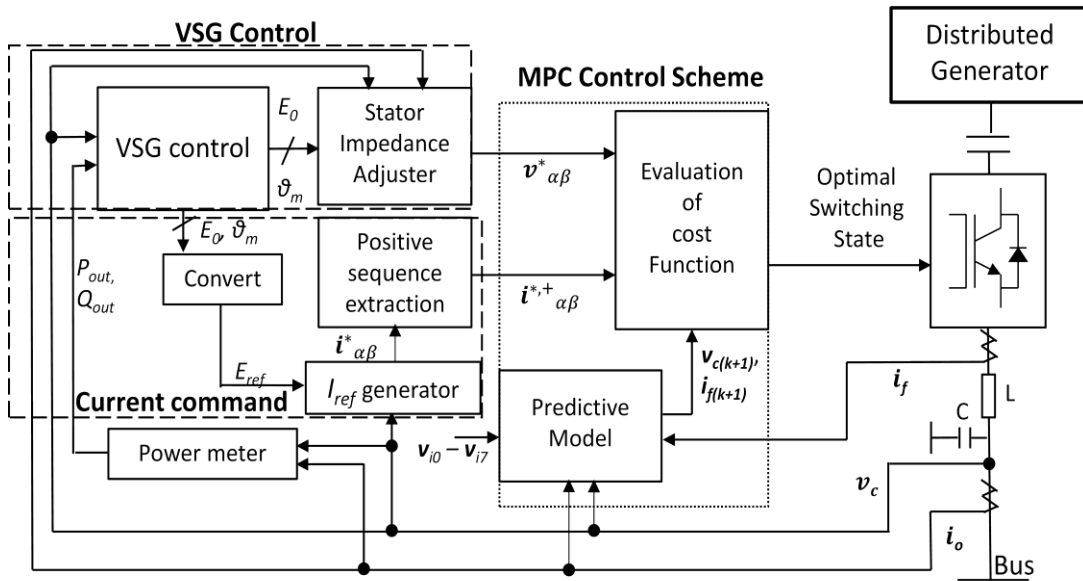 VSG Control
Distributed
Generator
MPC Control Scheme
VSG control
E0
ϑm
Stator
Impedance
Adjuster
v*αβ
Evaluation
of
cost
Function
Optimal
Switching
State
E0, ϑm
Pout,
Qout
Convert
Positive
sequence
extraction
i*,+αβ
i*αβ
Eref
Iref generator
Current command
vc(k+1),
if(k+1)
Predictive
Model
vi0 – vi7
Power meter
if
L
C
vc
io
Bus